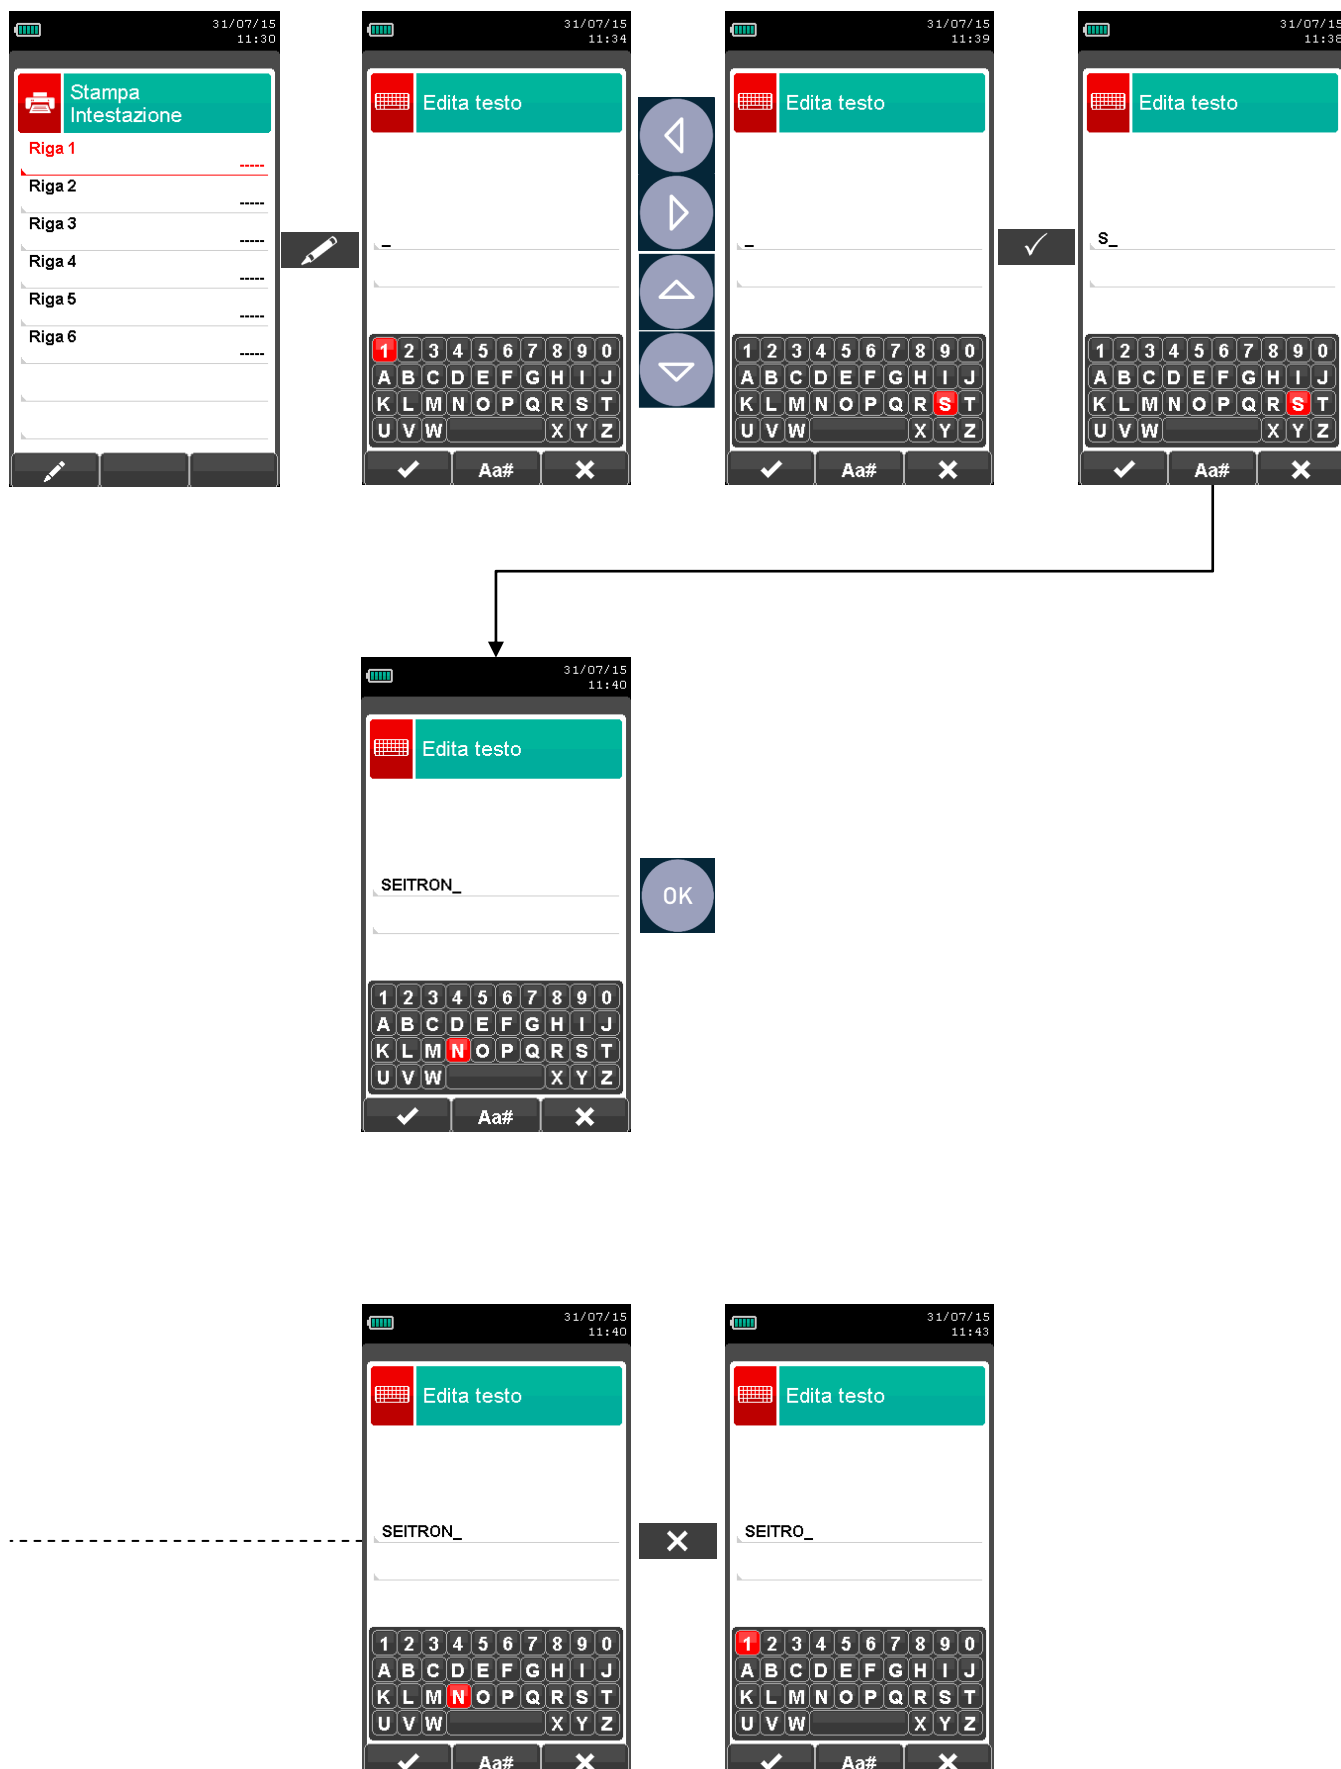 31/07/15
11:30
Stampa
Intestazione
Riga 1
-----
Riga 2
-----
Riga 3
-----
Riga 4
-----
Riga 5
-----
Riga 6
-----
31/07/15
11:34
Edita testo
_
1 2 3 4 5 6 7 8 9 0
A B C D E F G H I J
K L M N O P Q R S T
U V W X Y Z
Aa#
31/07/15
11:39
Edita testo
_
1 2 3 4 5 6 7 8 9 0
A B C D E F G H I J
K L M N O P Q R S T
U V W X Y Z
Aa#
31/07/15
11:38
Edita testo
S_
1 2 3 4 5 6 7 8 9 0
A B C D E F G H I J
K L M N O P Q R S T
U V W X Y Z
Aa#
31/07/15
11:40
Edita testo
SEITRON_
1 2 3 4 5 6 7 8 9 0
A B C D E F G H I J
K L M N O P Q R S T
U V W X Y Z
Aa#
OK
31/07/15
11:40
Edita testo
SEITRON_
1 2 3 4 5 6 7 8 9 0
A B C D E F G H I J
K L M N O P Q R S T
U V W X Y Z
Aa#
31/07/15
11:43
Edita testo
SEITRO_
1 2 3 4 5 6 7 8 9 0
A B C D E F G H I J
K L M N O P Q R S T
U V W X Y Z
Aa#